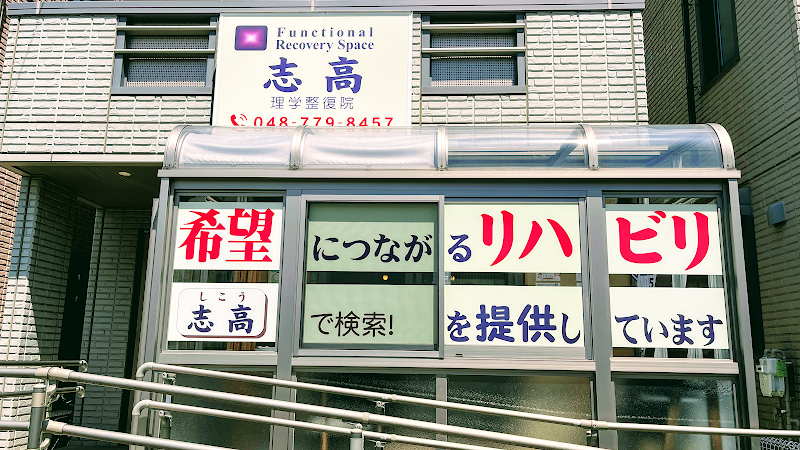 Functional
Recovery Space
志高
理学整復院
048-779-8457
希望につながるリハビリ
しこう
志高で検索!を提供しています